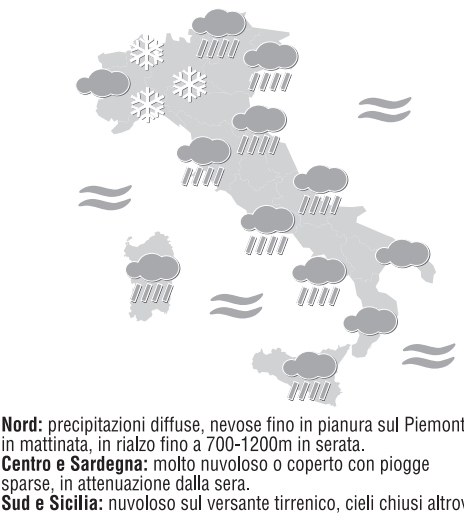 Nord: precipitazioni diffuse, nevose fino in pianura sul Piemont
in mattinata, in rialzo fino a 700-1200m in serata.
Centro e Sardegna: molto nuvoloso o coperto con piogge
sparse, in attenuazione dalla sera.
Sud e Sicilia: nuvoloso sul versante tirrenico, cieli chiusi altrov